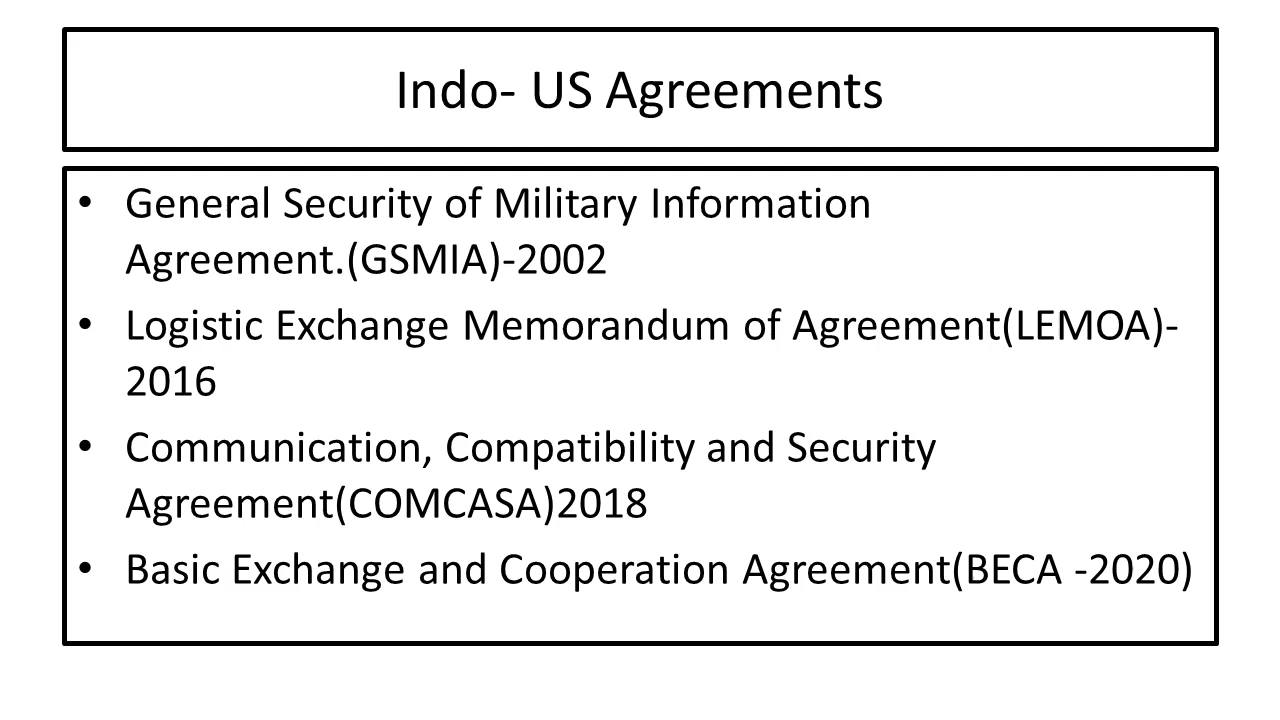 Indo- US Agreements
• General Security of Military Information
Agreement.(GSMIA)-2002
• Logistic Exchange Memorandum of Agreement(LEMOA)-
2016
• Communication, Compatibility and Security
Agreement(COMCASA)2018
• Basic Exchange and Cooperation Agreement(BECA -2020)